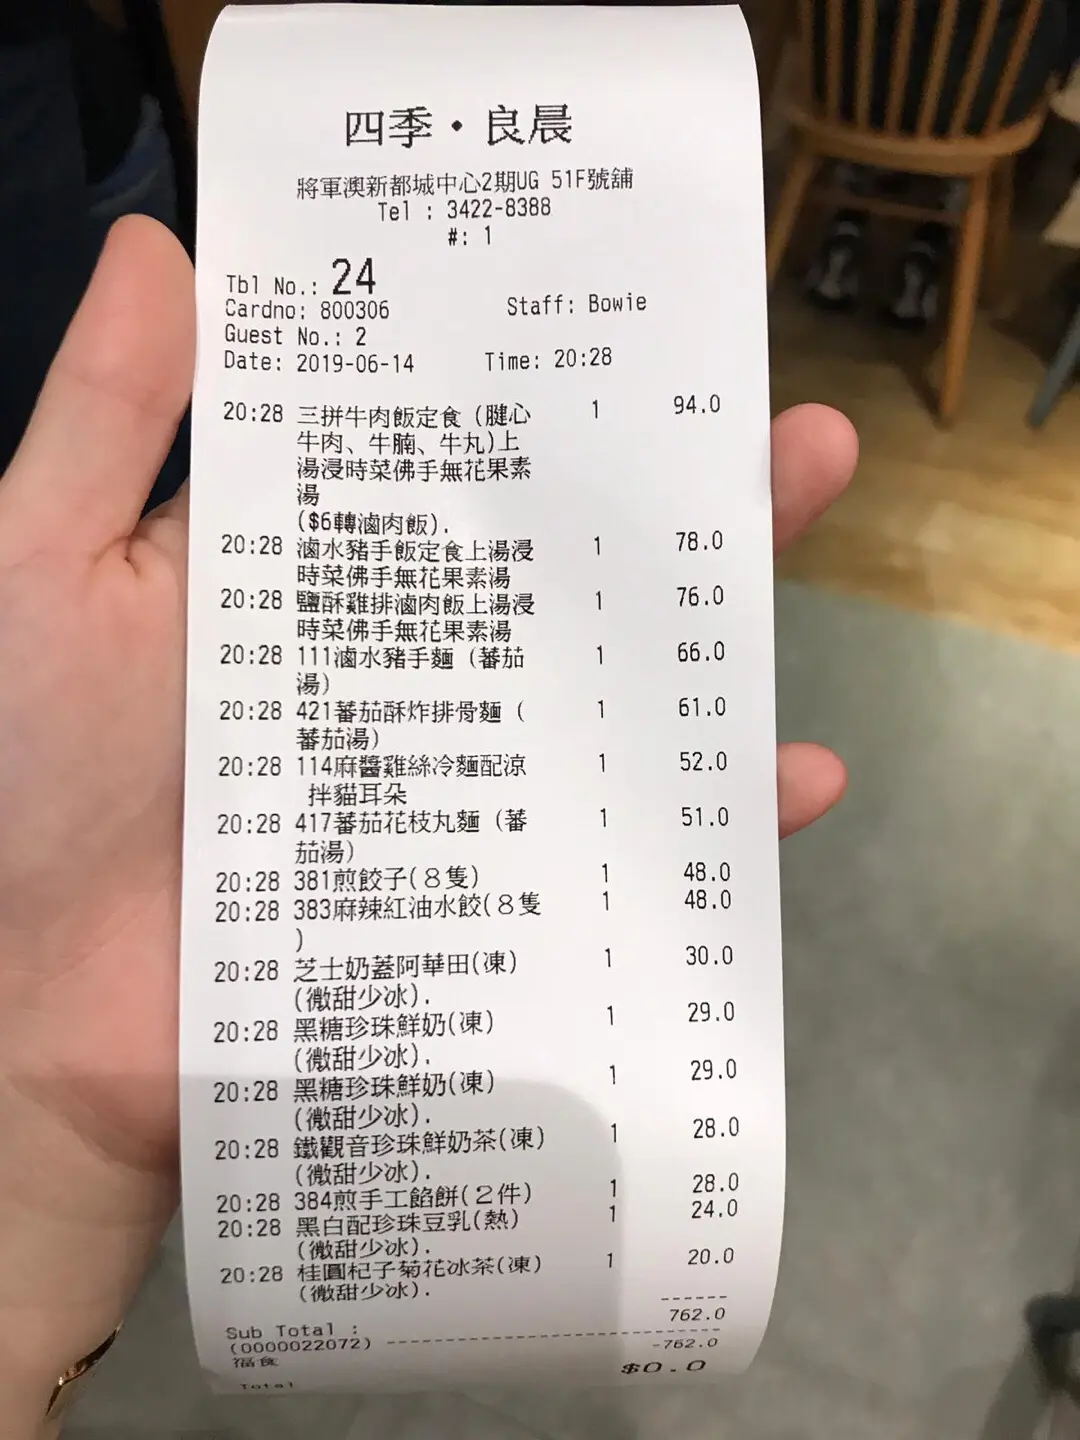 四季・良晨
將軍澳新都城中心2期UG 51F號舖
Tel : 3422-8388
#: 1
Tbl No.: 24
Cardno: 800306 Staff: Bowie
Guest No.: 2
Date: 2019-06-14 Time: 20:28
20:28 三拼牛肉飯定食 (腱心 1 94.0
牛肉、牛腩、牛丸)上
湯浸時菜佛手無花果素
湯
($6轉滷肉飯).
20:28 滷水豬手飯定食上湯浸 1 78.0
時菜佛手無花果素湯
20:28 鹽酥雞排滷肉飯上湯浸 1 76.0
時菜佛手無花果素湯
20:28 111滷水豬手麵 (蕃茄 1 66.0
湯)
20:28 421蕃茄酥炸排骨麵 ( 1 61.0
蕃茄湯)
20:28 114麻醬雞絲冷麵配涼 1 52.0
拌貓耳朵
20:28 417蕃茄花枝丸麵 (蕃 1 51.0
茄湯)
20:28 381煎餃子(８隻) 1 48.0
20:28 383麻辣紅油水餃(８隻 1 48.0
)
20:28 芝士奶蓋阿華田(凍) 1 30.0
(微甜少冰).
20:28 黑糖珍珠鮮奶(凍) 1 29.0
(微甜少冰).
20:28 黑糖珍珠鮮奶(凍) 1 29.0
(微甜少冰).
20:28 鐵觀音珍珠鮮奶茶(凍) 1 28.0
(微甜少冰).
20:28 384煎手工餡餅(２件) 1 28.0
20:28 黑白配珍珠豆乳(熱) 1 24.0
(微甜少冰).
20:28 桂圓杞子菊花冰茶(凍) 1 20.0
(微甜少冰).
------
Sub Total : 762.0
(0000022072) ---------------------------- 
福食 -762.0
Total $0.0